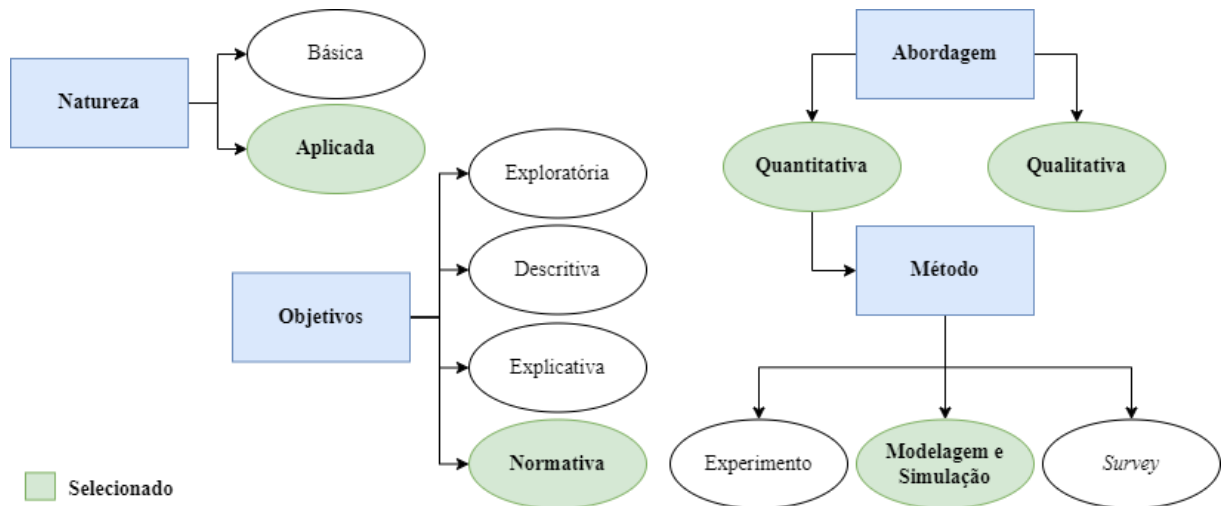 Natureza
Básica
Aplicada
Objetivos
Exploratória
Descritiva
Explicativa
Normativa
Selecionado
Abordagem
Quantitativa
Qualitativa
Método
Experimento
Modelagem e
Simulação
Survey